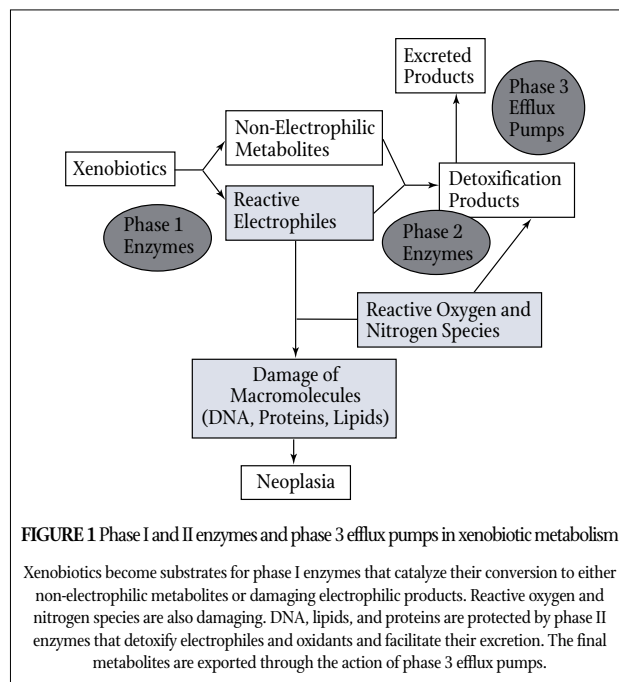 Excreted
Products
Phase 3
Efflux
Pumps
Non-Electrophilic
Metabolites
Xenobiotics
Detoxification
Products
Reactive
Electrophiles
Phase 1
Enzymes
Phase 2
Enzymes
Reactive Oxygen and
Nitrogen Species
Damage of
Macromolecules
(DNA, Proteins, Lipids)
Neoplasia
FIGURE 1 Phase I and II enzymes and phase 3 efflux pumps in xenobiotic metabolism
Xenobiotics become substrates for phase I enzymes that catalyze their conversion to either
non-electrophilic metabolites or damaging electrophilic products. Reactive oxygen and
nitrogen species are also damaging. DNA, lipids, and proteins are protected by phase II
enzymes that detoxify electrophiles and oxidants and facilitate their excretion. The final
metabolites are exported through the action of phase 3 efflux pumps.